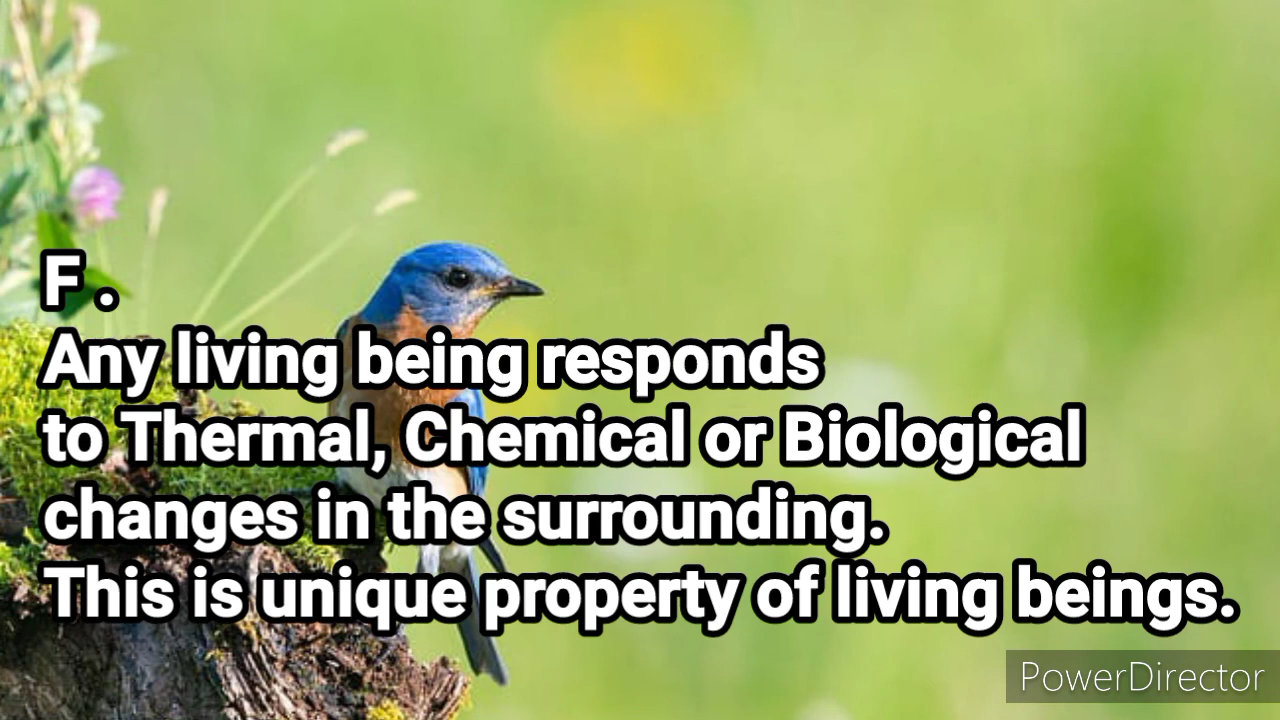 F .
Any living being responds
to Thermal, Chemical or Biological
changes in the surrounding.
This is unique property of living beings.
PowerDirector